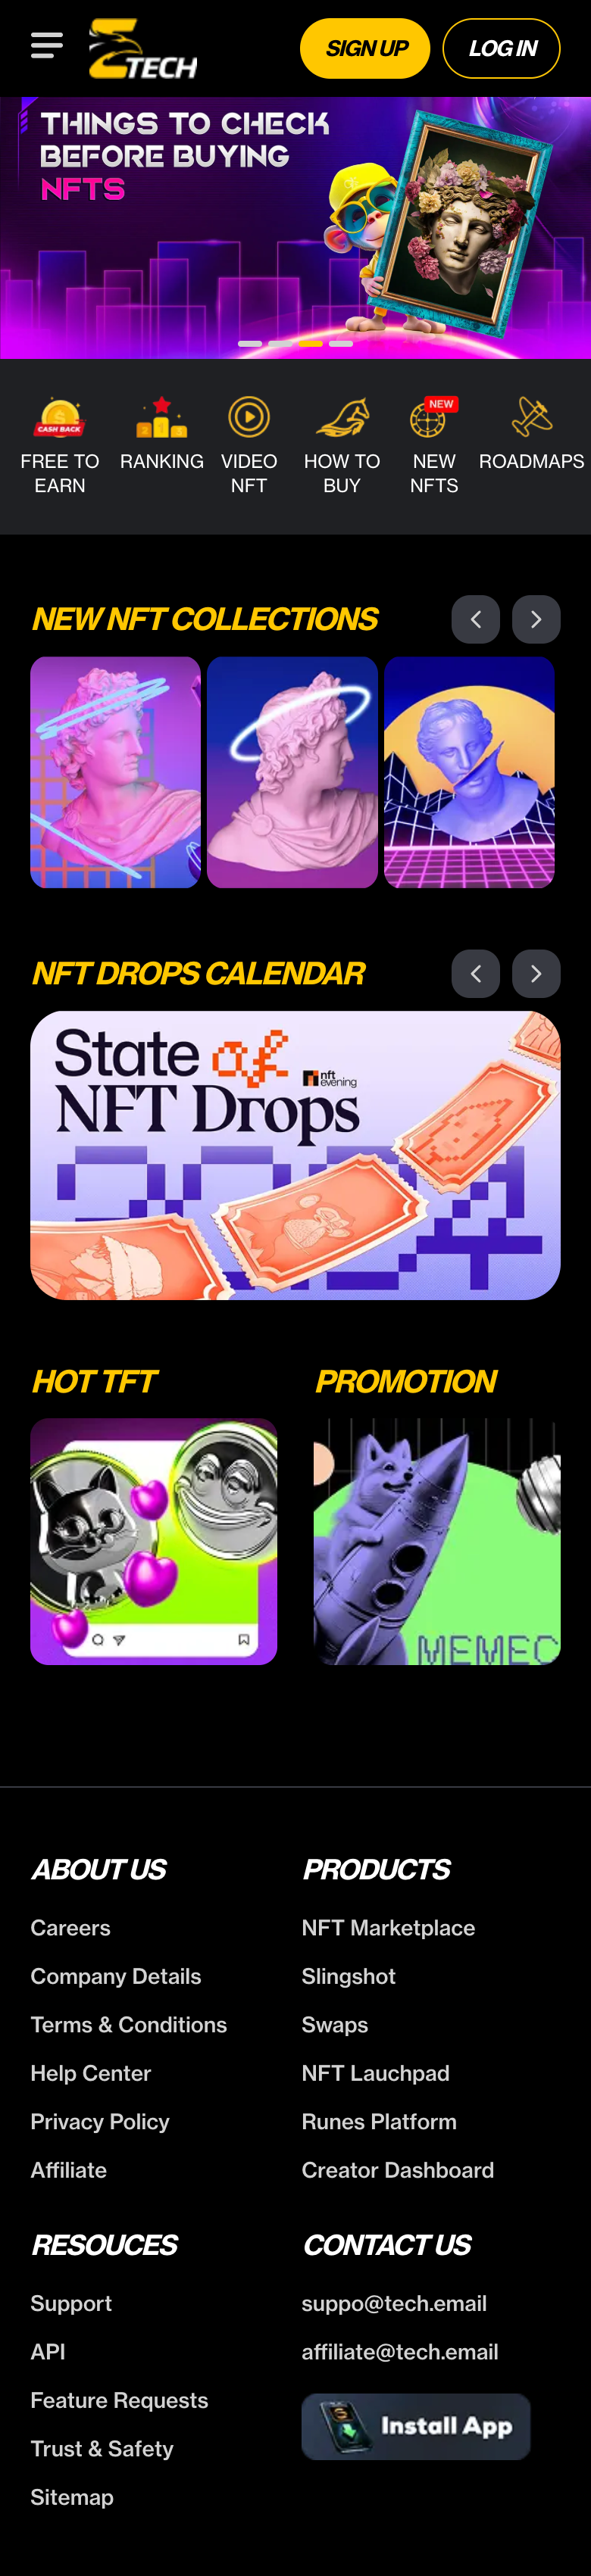 TECH
SIGN UP
LOG IN
THINGS TO CHECK
BEFORE BUYING
NFTS
CASH BACK
2 1 3
NEW
FREE TO
EARN
RANKING
VIDEO
NFT
HOW TO
BUY
NEW
NFTS
ROADMAPS
NEW NFT COLLECTIONS
NFT DROPS CALENDAR
State of
nft
evening
NFT Drops
2024
HOT TFT
PROMOTION
MEMEC
ABOUT US
Careers
Company Details
Terms & Conditions
Help Center
Privacy Policy
Affiliate
PRODUCTS
NFT Marketplace
Slingshot
Swaps
NFT Lauchpad
Runes Platform
Creator Dashboard
RESOUCES
Support
API
Feature Requests
Trust & Safety
Sitemap
CONTACT US
suppo@tech.email
affiliate@tech.email
Install App